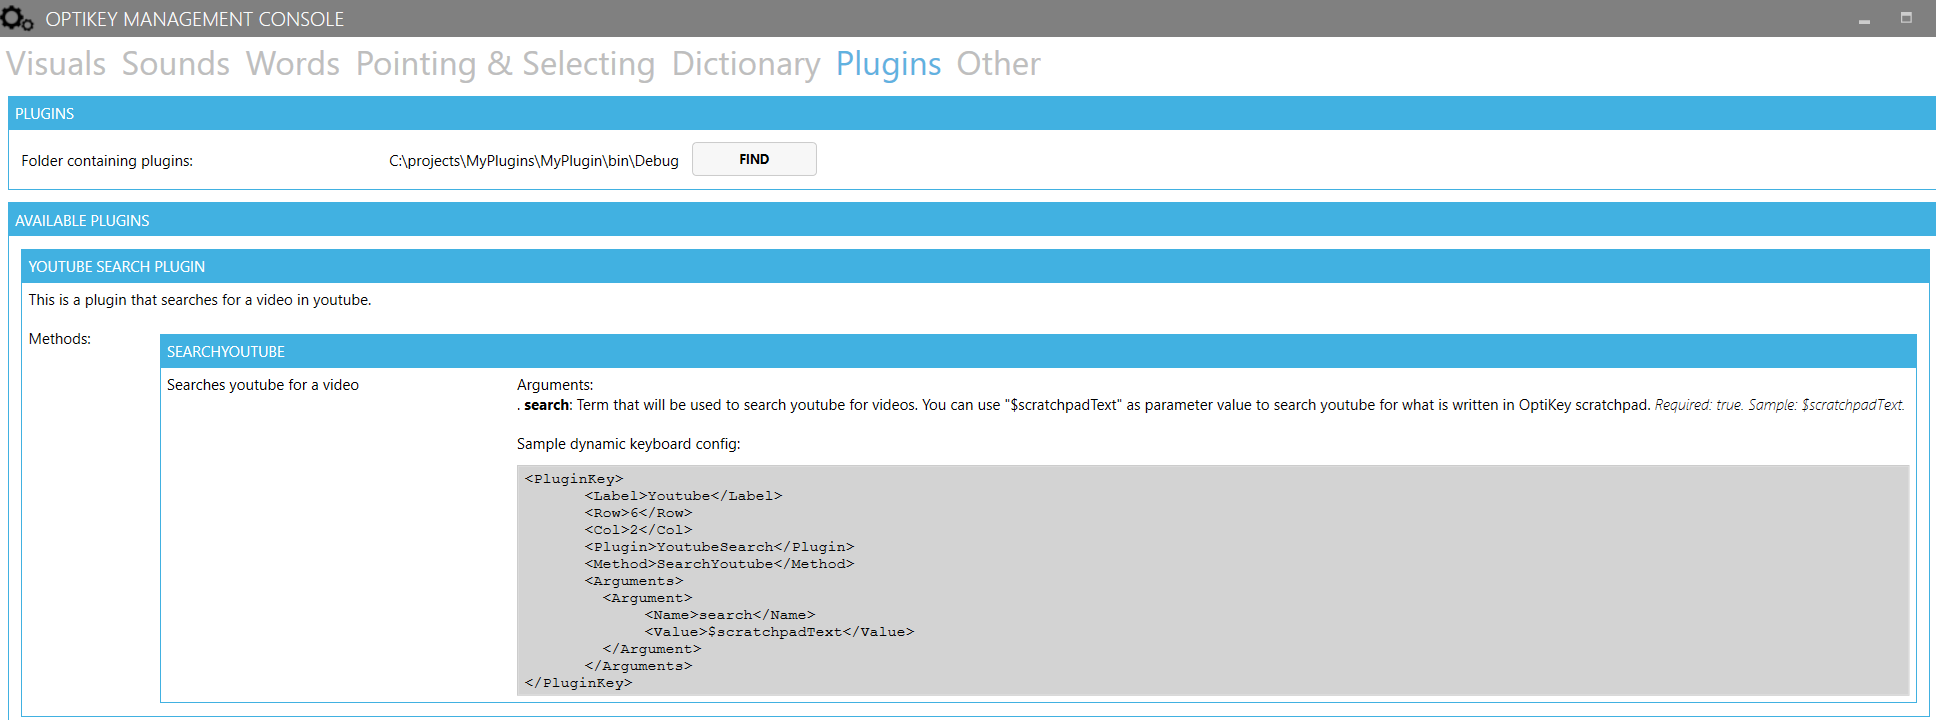 OPTIKEY MANAGEMENT CONSOLE
Visuals Sounds Words Pointing & Selecting Dictionary Plugins Other
PLUGINS
Folder containing plugins: C:\projects\MyPlugins\MyPlugin\bin\Debug FIND
AVAILABLE PLUGINS
YOUTUBE SEARCH PLUGIN
This is a plugin that searches for a video in youtube.
Methods:
SEARCHYOUTUBE
Searches youtube for a video
Arguments:
. search: Term that will be used to search youtube for videos. You can use "$scratchpadText" as parameter value to search youtube for what is written in OptiKey scratchpad. Required: true. Sample: $scratchpadText.
Sample dynamic keyboard config:
<PluginKey>
<Label>Youtube</Label>
<Row>6</Row>
<Col>2</Col>
<Plugin>YoutubeSearch</Plugin>
<Method>SearchYoutube</Method>
<Arguments>
<Argument>
<Name>search</Name>
<Value>$scratchpadText</Value>
</Argument>
</Arguments>
</PluginKey>